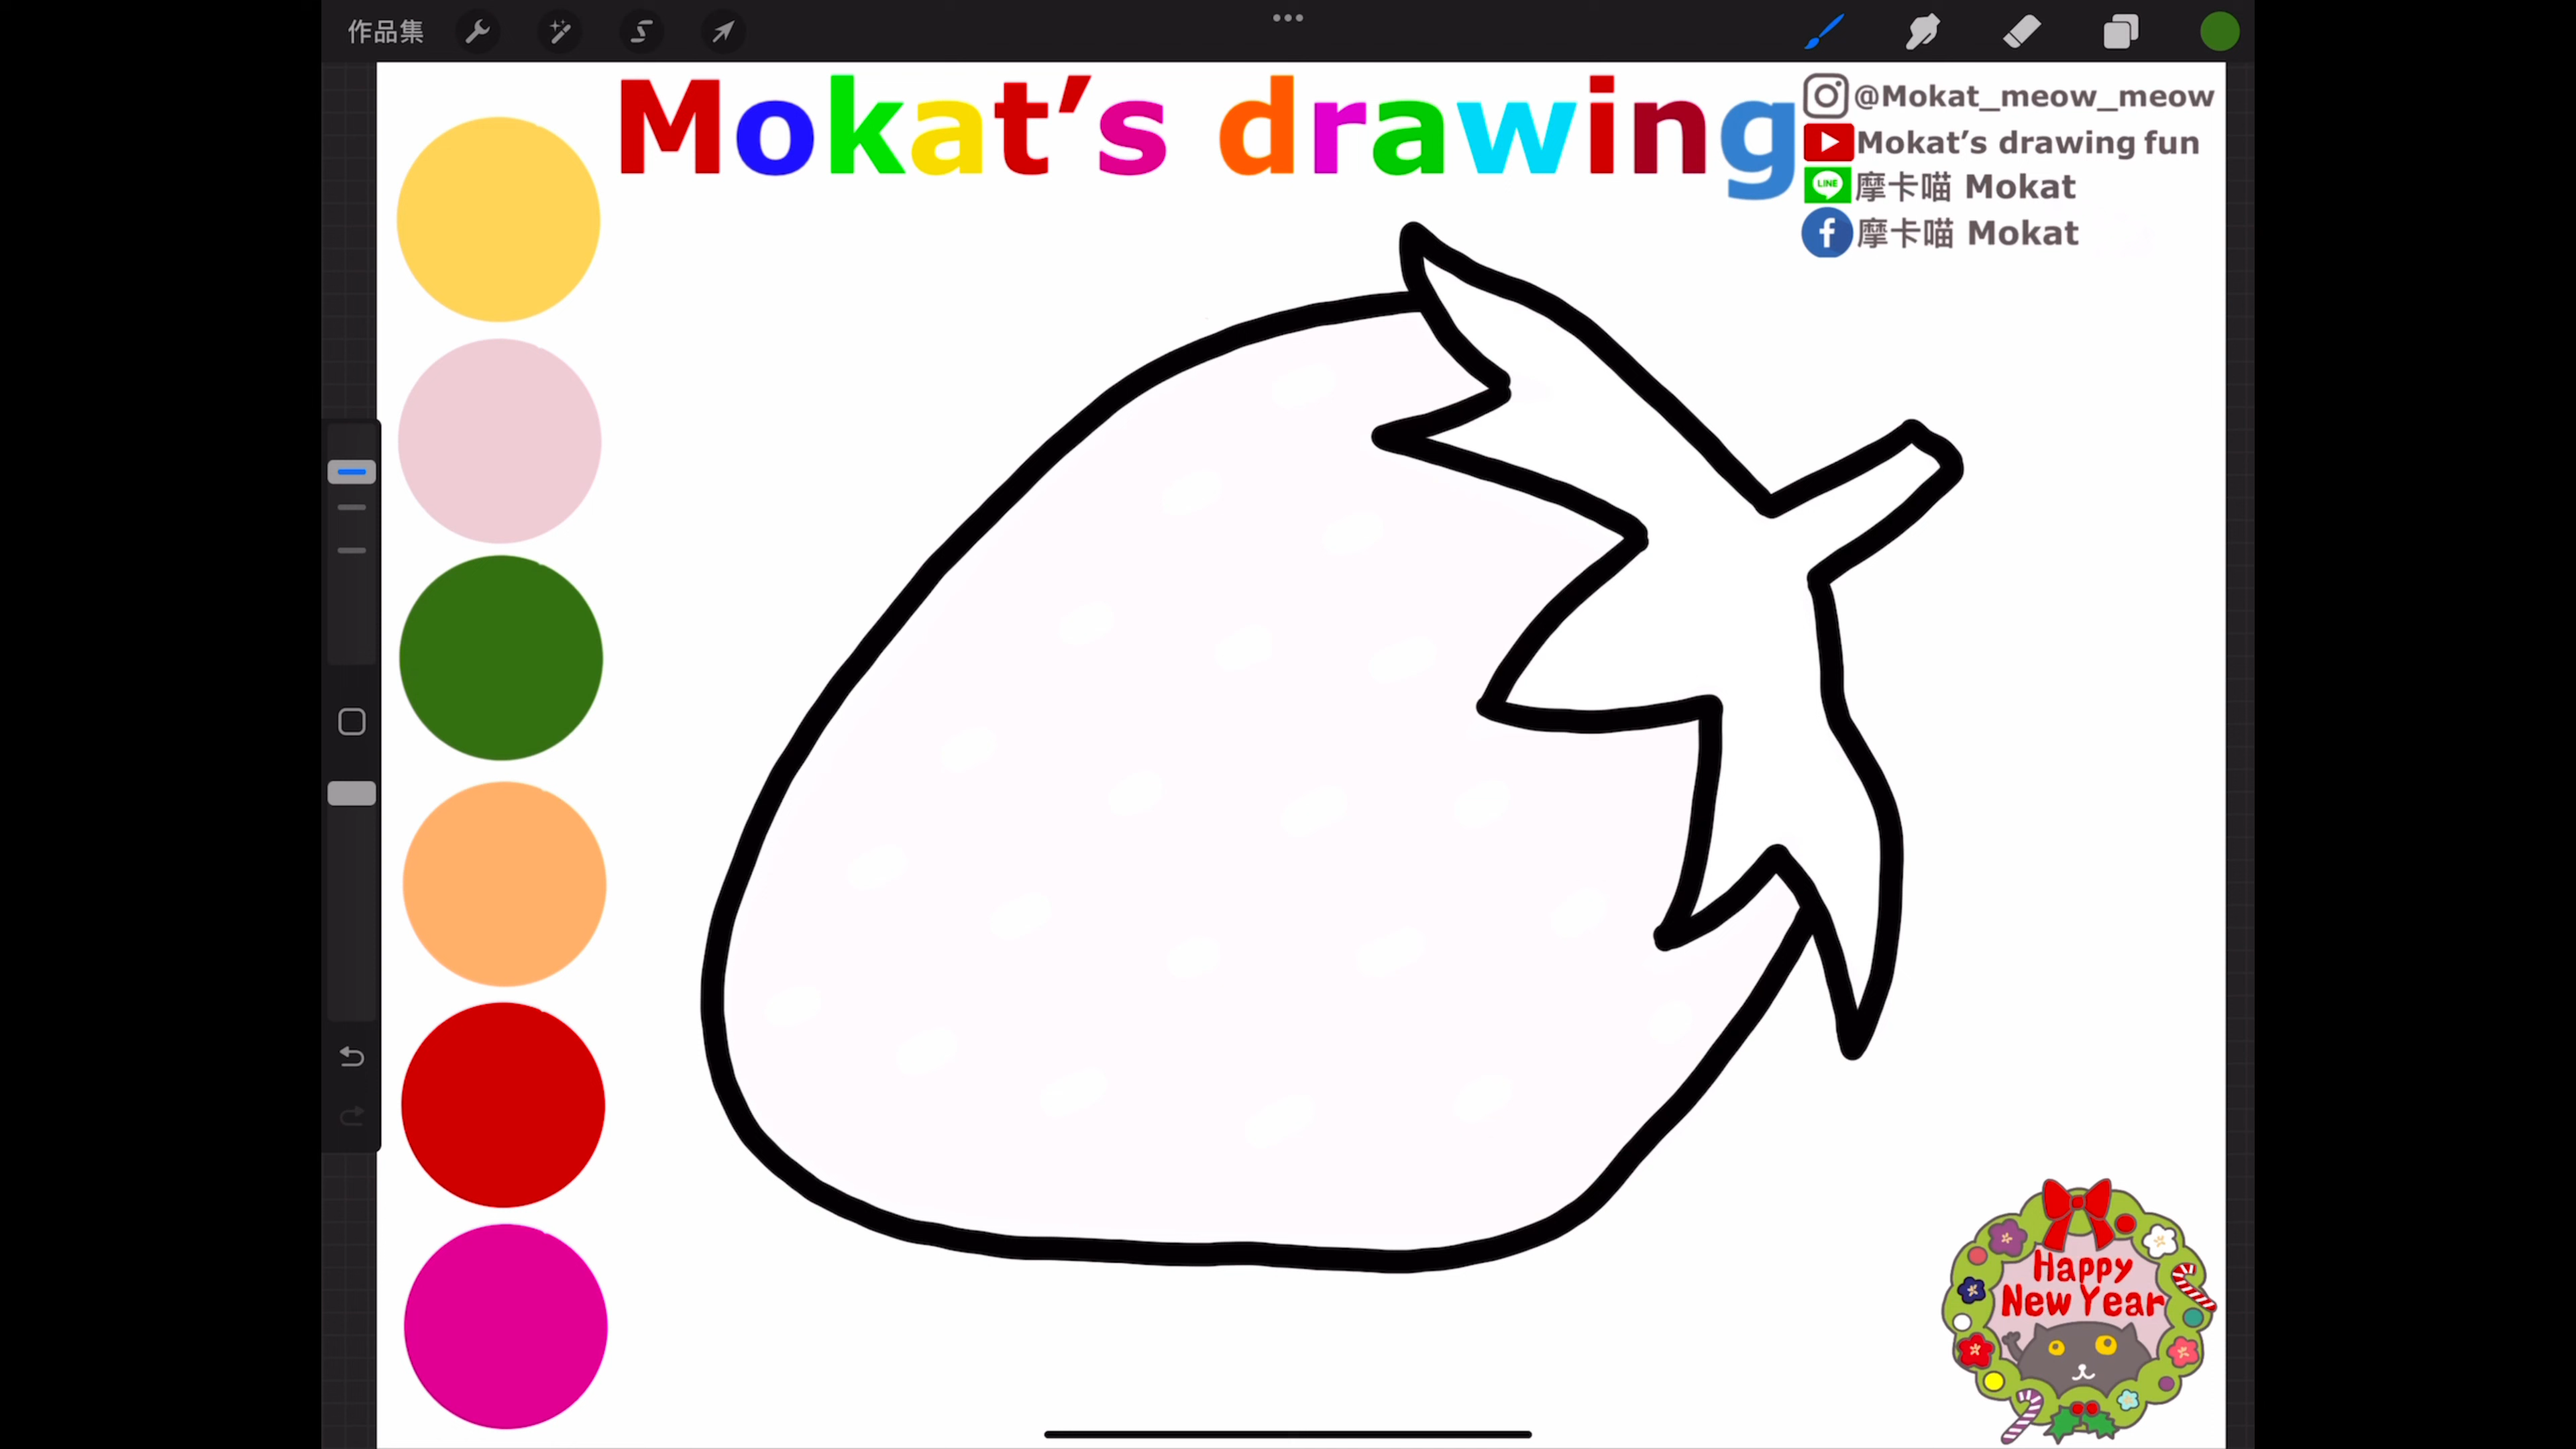 作品集
Mokat’s drawing
@Mokat_meow_meow
Mokat’s drawing fun
LINE
摩卡喵 Mokat
摩卡喵 Mokat
Happy
New Year